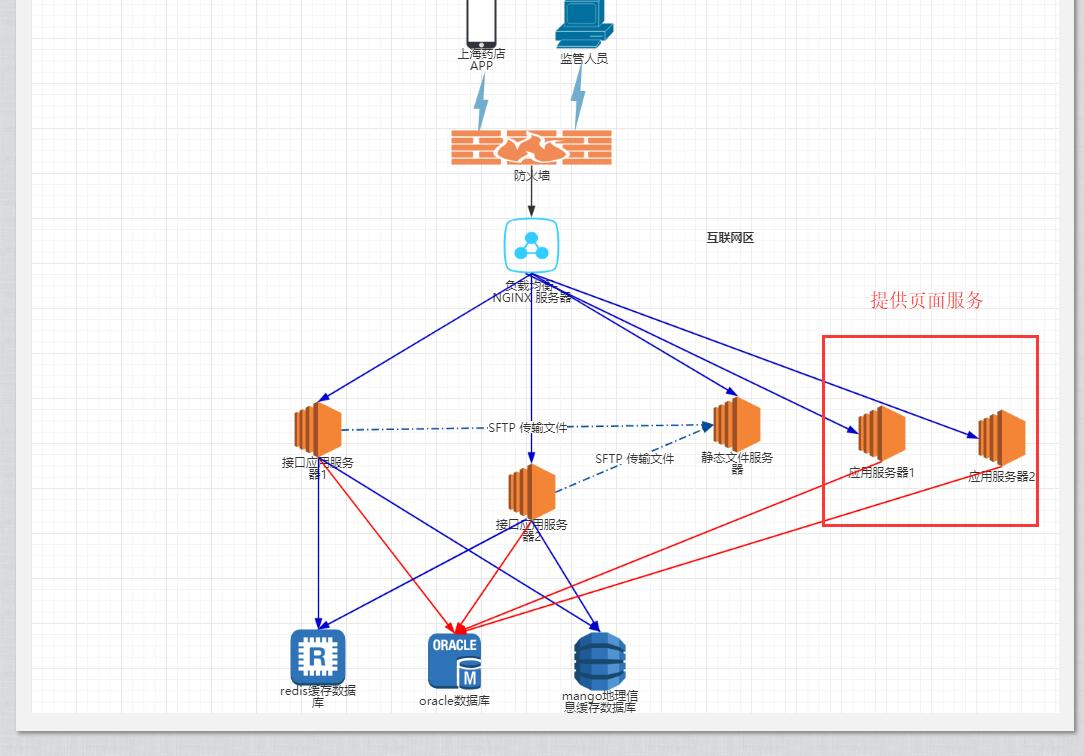 上海药店
APP
监管人员
防火墙
互联网区
负载均衡-
NGINX 服务器
提供页面服务
SFTP 传输文件
SFTP 传输文件
静态文件服务
器
接口应用服务
器1
应用服务器1
应用服务器2
接口应用服务
器2
R
ORACLE
M
redis缓存数据
库
oracle数据库
mango地理信
息缓存数据库